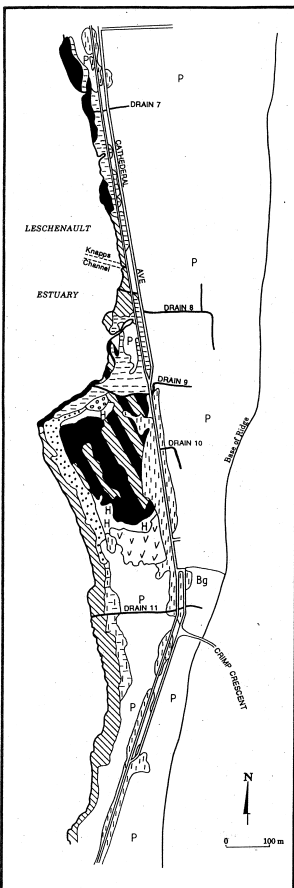 P
P
DRAIN 7
CATHEDERAL
AVE
LESCHENAULT
Knapps
Channel
P
ESTUARY
DRAIN 8
P
DRAIN 9
P
DRAIN 10
Base of Ridge
H
H
H
H
Bg
P
DRAIN 11
CRIMP CRESCENT
P
P
N
P
0 100 m